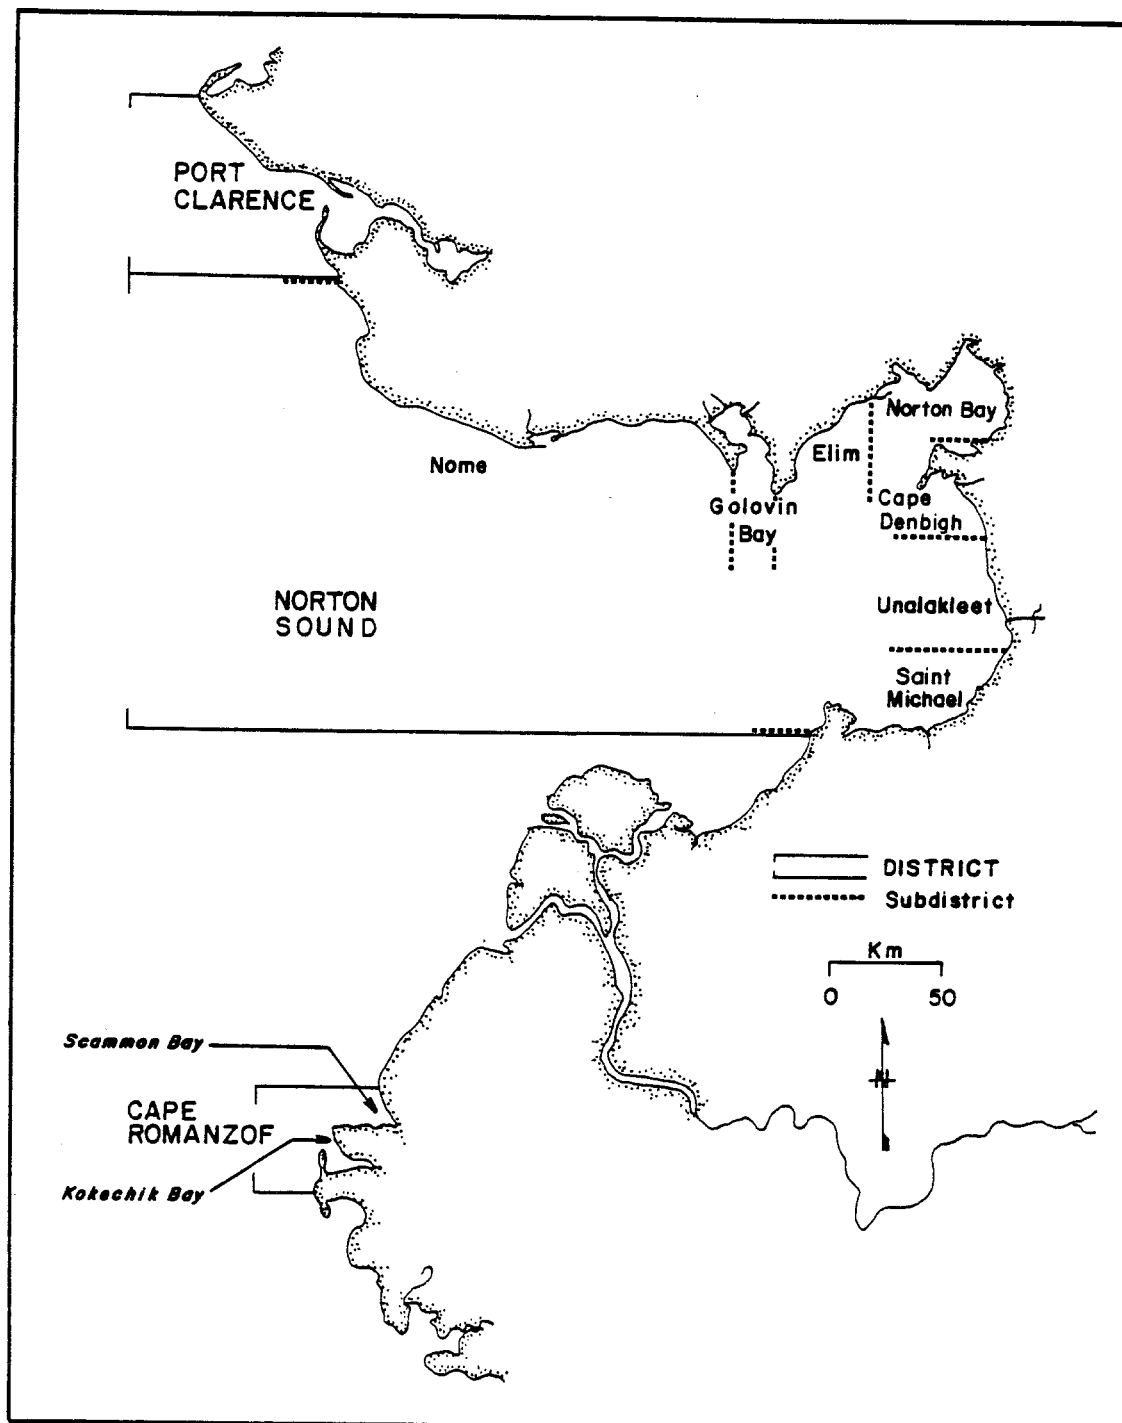 PORT
CLARENCE
Norton Bay
Elim
Nome
Cape
Denbigh
Golovin
Bay
NORTON
SOUND
Unalakleet
Saint
Michael
DISTRICT
Subdistrict
Km
0 50
N
Scammon Bay
CAPE
ROMANZOF
Kokechik Bay